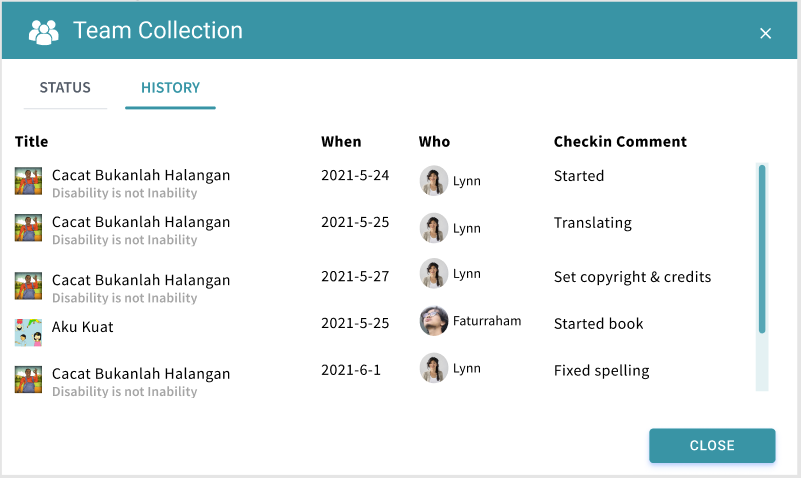 Team Collection
STATUS HISTORY
Title When Who Checkin Comment
Cacat Bukanlah Halangan 2021-5-24 Lynn Started
Disability is not Inability
Cacat Bukanlah Halangan 2021-5-25 Lynn Translating
Disability is not Inability
Cacat Bukanlah Halangan 2021-5-27 Lynn Set copyright & credits
Disability is not Inability
Aku Kuat 2021-5-25 Faturraham Started book
Cacat Bukanlah Halangan 2021-6-1 Lynn Fixed spelling
Disability is not Inability
CLOSE